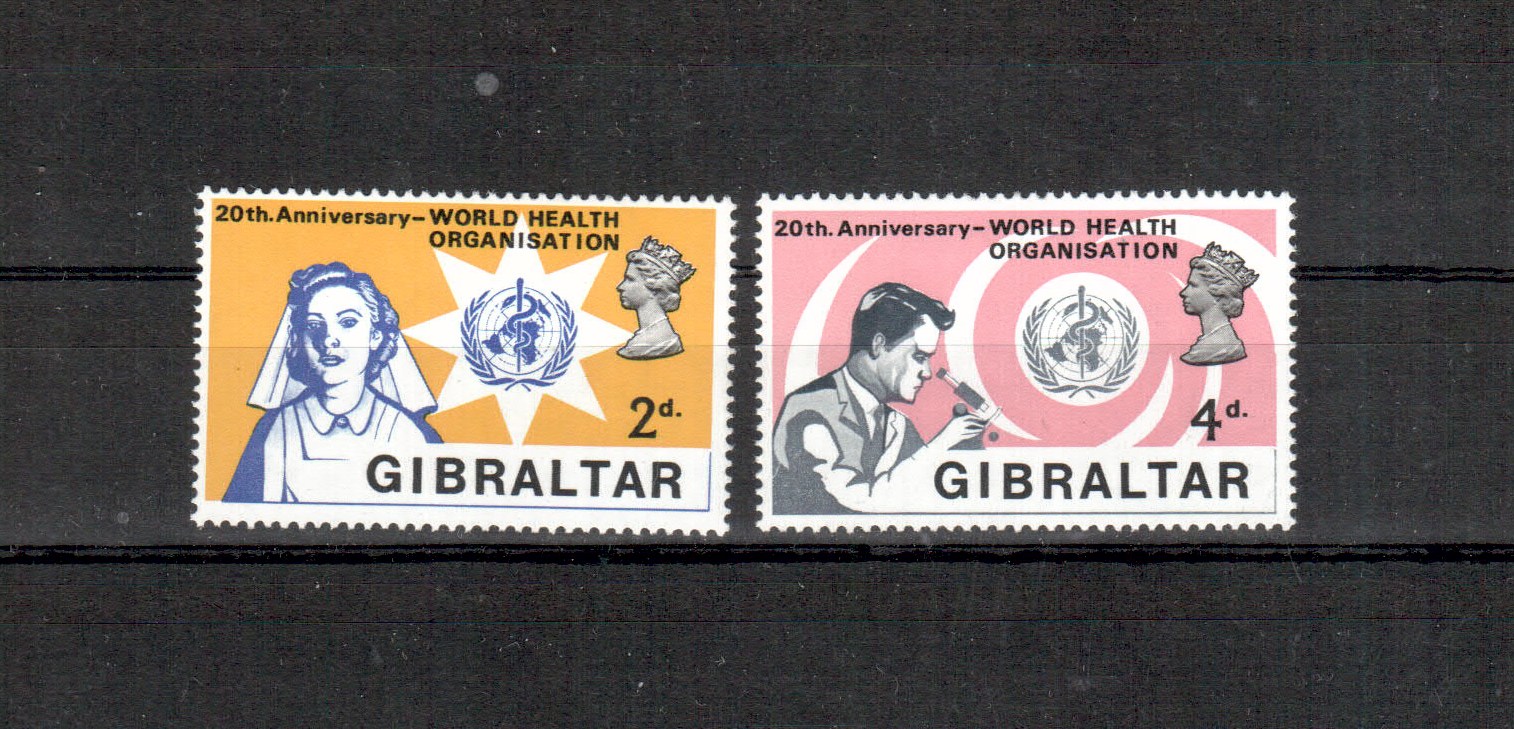 20th. Anniversary – WORLD HEALTH
ORGANISATION
2d.
GIBRALTAR
20th. Anniversary – WORLD HEALTH
ORGANISATION
4d.
GIBRALTAR